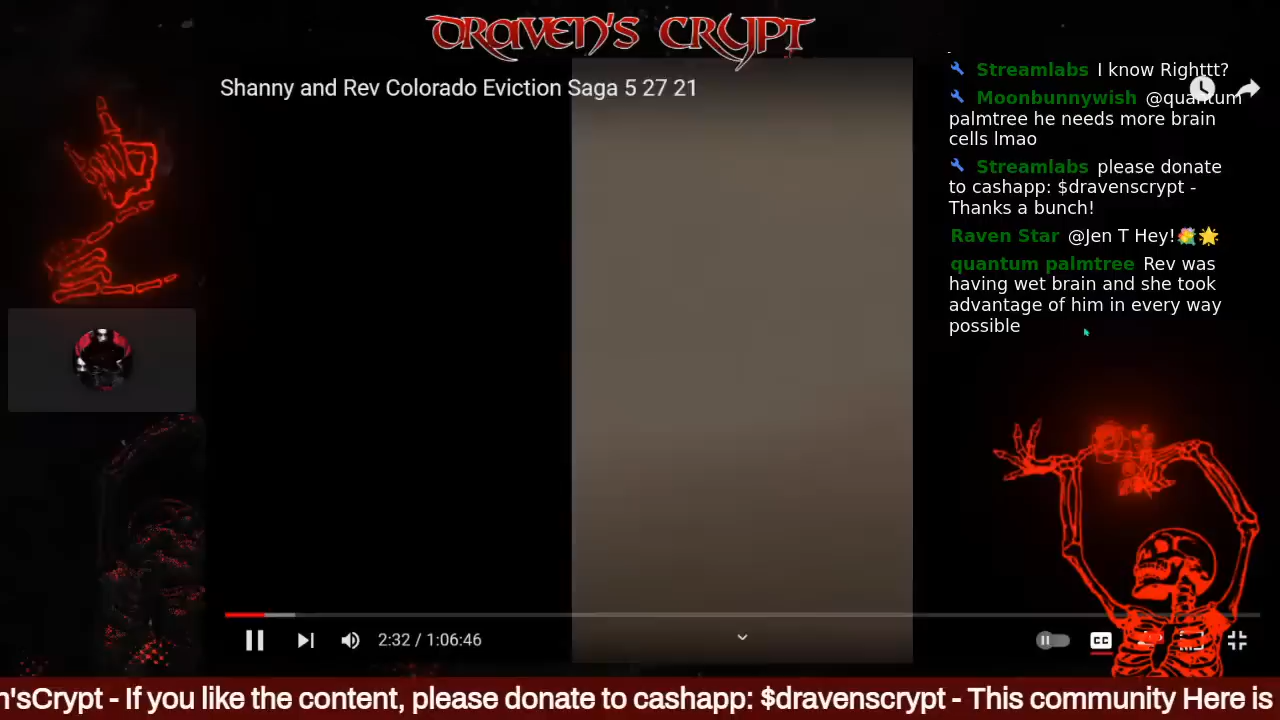 DRAVEN'S CRYPT
Shanny and Rev Colorado Eviction Saga 5 27 21
Streamlabs I know Righttt?
Moonbunnywish @quantum
palmtree he needs more brain
cells lmao
Streamlabs please donate
to cashapp: $dravenscrypt -
Thanks a bunch!
Raven Star @Jen T Hey!💐🌟
quantum palmtree Rev was
having wet brain and she took
advantage of him in every way
possible
2:32 / 1:06:46
CC
n'sCrypt - If you like the content, please donate to cashapp: $dravenscrypt - This community Here is